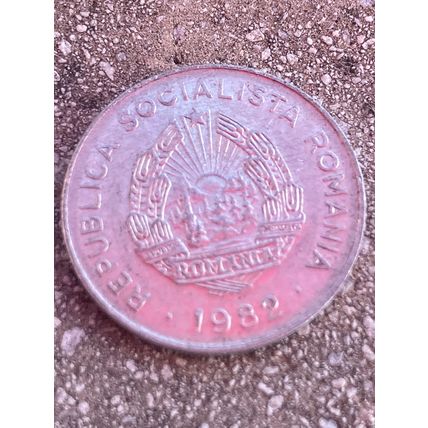 REPUBLICA SOCIALISTA ROMANIA
ROMANIA
· 1982 ·